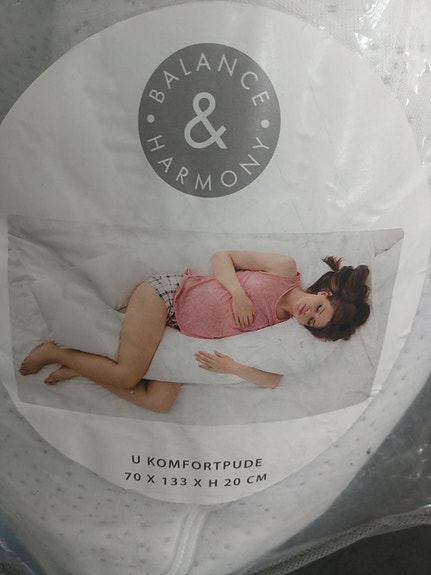 • BALANCE •
&
HARMONY
U KOMFORTPUDE
70 X 133 X H 20 CM